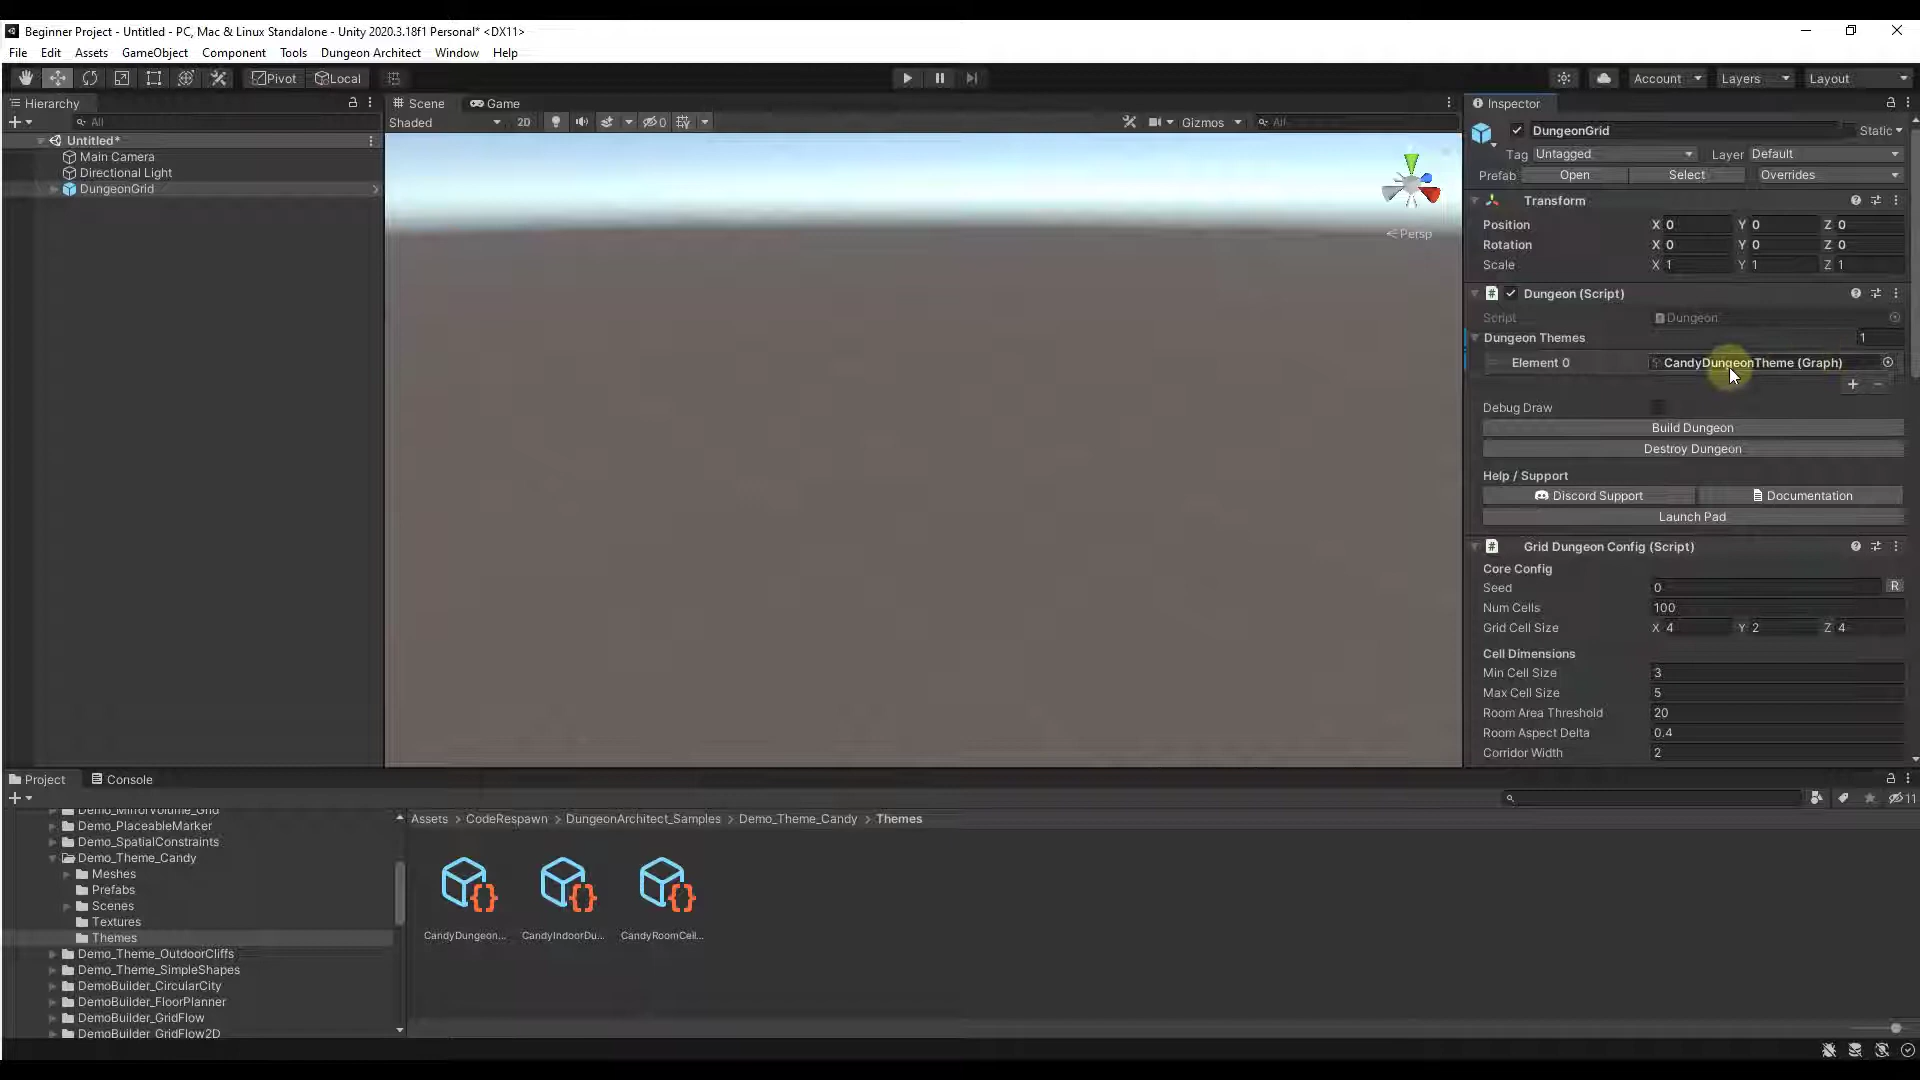 Beginner Project - Untitled - PC, Mac & Linux Standalone - Unity 2020.3.18f1 Personal* <DX11>
File Edit Assets GameObject Component Tools Dungeon Architect Window Help
Pivot Local Account Layers Layout
Hierarchy
All
Untitled*
Main Camera
Directional Light
DungeonGrid
Scene Game
Shaded 2D 0 Gizmos All
Persp
Inspector
DungeonGrid Static
Tag Untagged Layer Default
Prefab Open Select Overrides
Transform
Position X 0 Y 0 Z 0
Rotation X 0 Y 0 Z 0
Scale X 1 Y 1 Z 1
# Dungeon (Script)
Script Dungeon
Dungeon Themes 1
Element 0 CandyDungeonTheme (Graph)
+ -
Debug Draw
Build Dungeon
Destroy Dungeon
Help / Support
Discord Support Documentation
Launch Pad
# Grid Dungeon Config (Script)
Core Config
Seed 0 R
Num Cells 100
Grid Cell Size X 4 Y 2 Z 4
Cell Dimensions
Min Cell Size 3
Max Cell Size 5
Room Area Threshold 20
Room Aspect Delta 0.4
Corridor Width 2
Project Console
11
Demo_MirrorVolume_Grid
Demo_PlaceableMarker
Demo_SpatialConstraints
Demo_Theme_Candy
Meshes
Prefabs
Scenes
Textures
Themes
Demo_Theme_OutdoorCliffs
Demo_Theme_SimpleShapes
DemoBuilder_CircularCity
DemoBuilder_FloorPlanner
DemoBuilder_GridFlow
DemoBuilder_GridFlow2D
Assets > CodeRespawn > DungeonArchitect_Samples > Demo_Theme_Candy > Themes
CandyDungeon... CandyIndoorDu... CandyRoomCell...